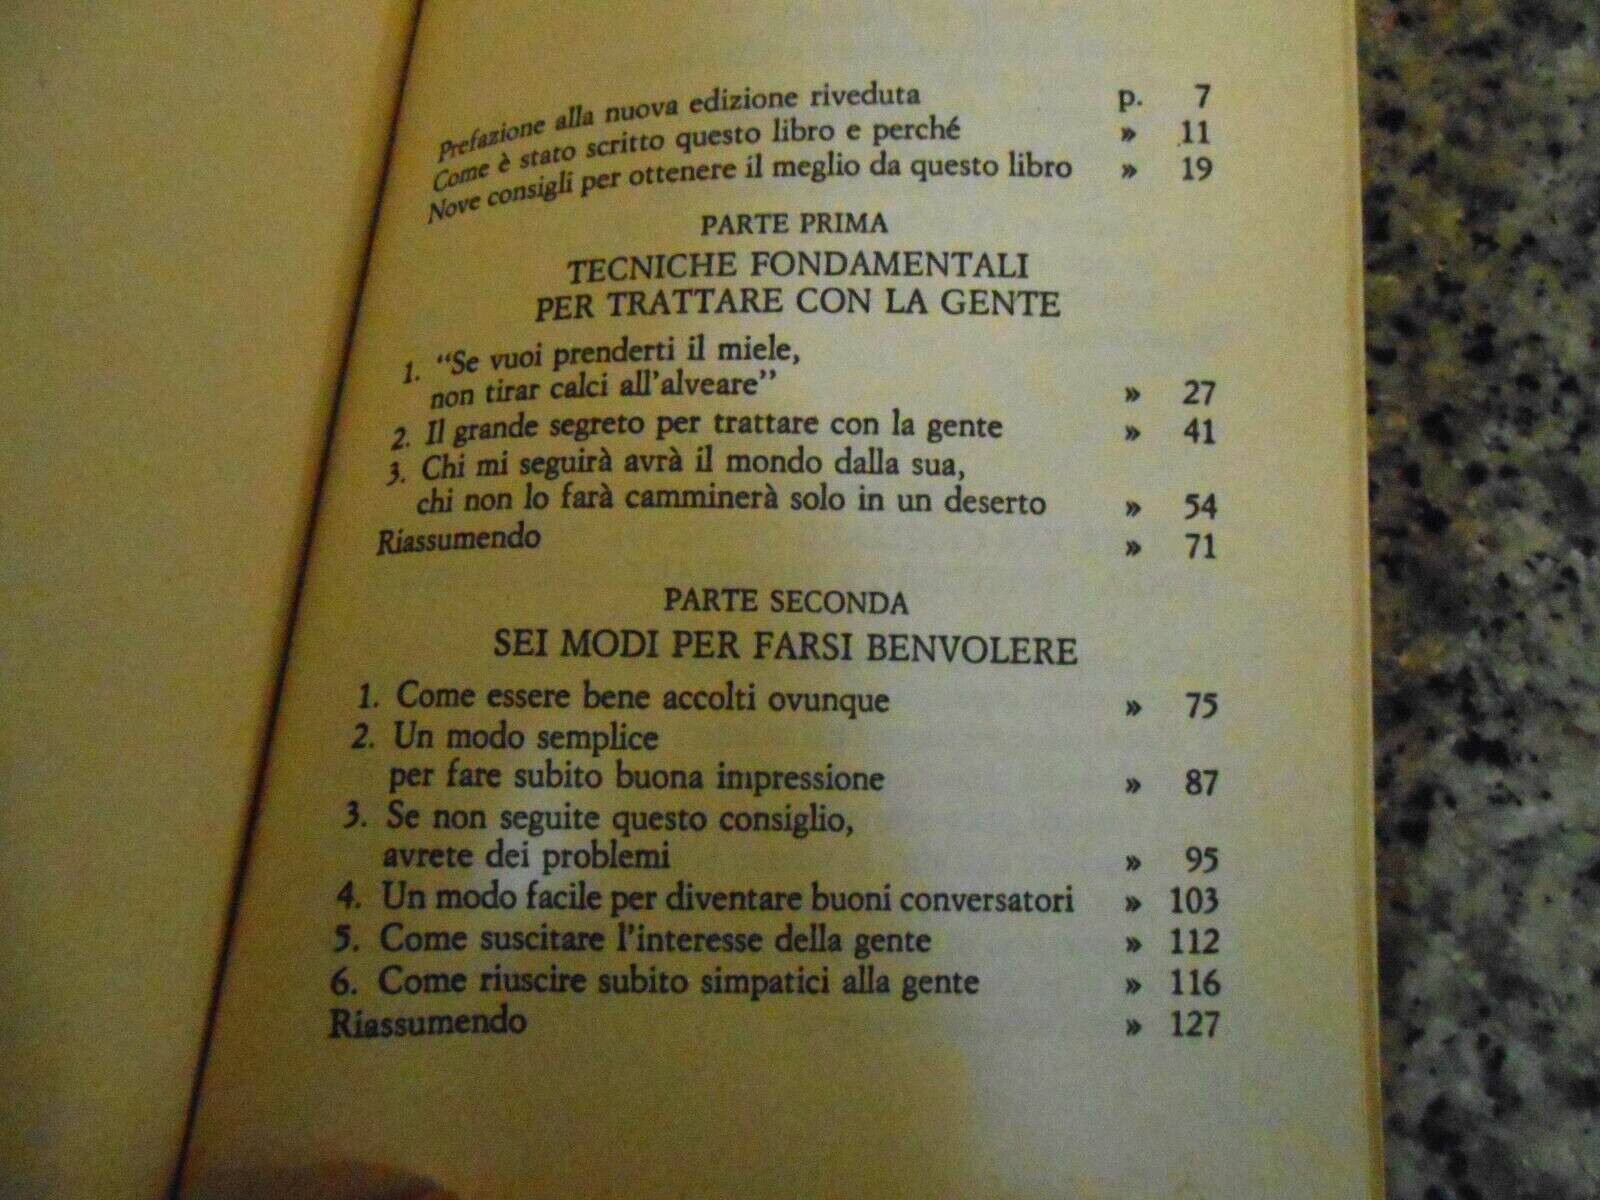 Prefazione alla nuova edizione riveduta p. 7
Come è stato scritto questo libro e perché » 11
Nove consigli per ottenere il meglio da questo libro » 19
PARTE PRIMA
TECNICHE FONDAMENTALI
PER TRATTARE CON LA GENTE
1. “Se vuoi prenderti il miele,
non tirar calci all'alveare” » 27
2. Il grande segreto per trattare con la gente » 41
3. Chi mi seguirà avrà il mondo dalla sua,
chi non lo farà camminerà solo in un deserto » 54
Riassumendo » 71
PARTE SECONDA
SEI MODI PER FARSI BENVOLERE
1. Come essere bene accolti ovunque » 75
2. Un modo semplice
per fare subito buona impressione » 87
3. Se non seguite questo consiglio,
avrete dei problemi » 95
4. Un modo facile per diventare buoni conversatori » 103
5. Come suscitare l'interesse della gente » 112
6. Come riuscire subito simpatici alla gente » 116
Riassumendo » 127